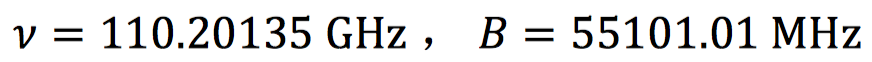 𝜈 = 110.20135 GHz , 𝐵 = 55101.01 MHz